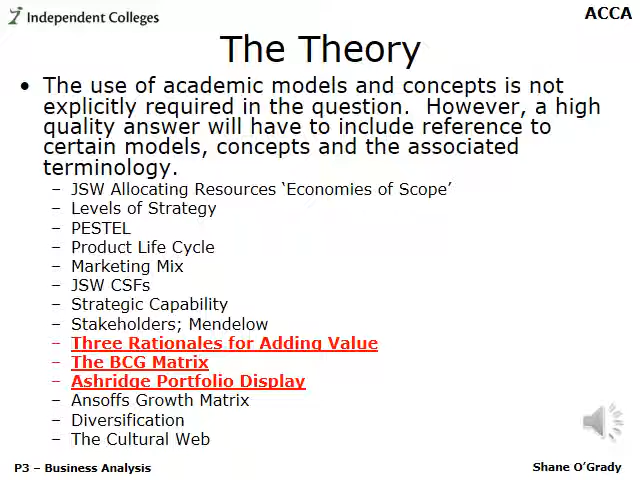 Independent Colleges
ACCA
The Theory
• The use of academic models and concepts is not
explicitly required in the question.  However, a high
quality answer will have to include reference to
certain models, concepts and the associated
terminology.
– JSW Allocating Resources ‘Economies of Scope’
– Levels of Strategy
– PESTEL
– Product Life Cycle
– Marketing Mix
– JSW CSFs
– Strategic Capability
– Stakeholders; Mendelow
– Three Rationales for Adding Value
– The BCG Matrix
– Ashridge Portfolio Display
– Ansoffs Growth Matrix
– Diversification
– The Cultural Web
P3 – Business Analysis
Shane O’Grady